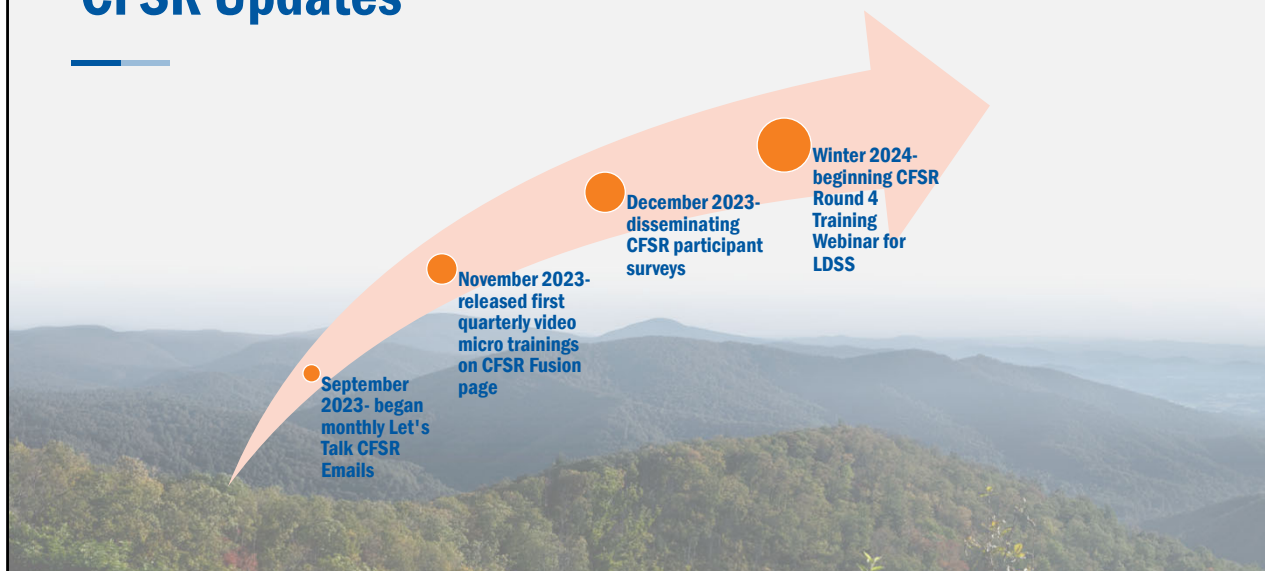 CFSR Updates
September
2023- began
monthly Let's
Talk CFSR
Emails
November 2023-
released first
quarterly video
micro trainings
on CFSR Fusion
page
December 2023-
disseminating
CFSR participant
surveys
Winter 2024-
beginning CFSR
Round 4
Training
Webinar for
LDSS